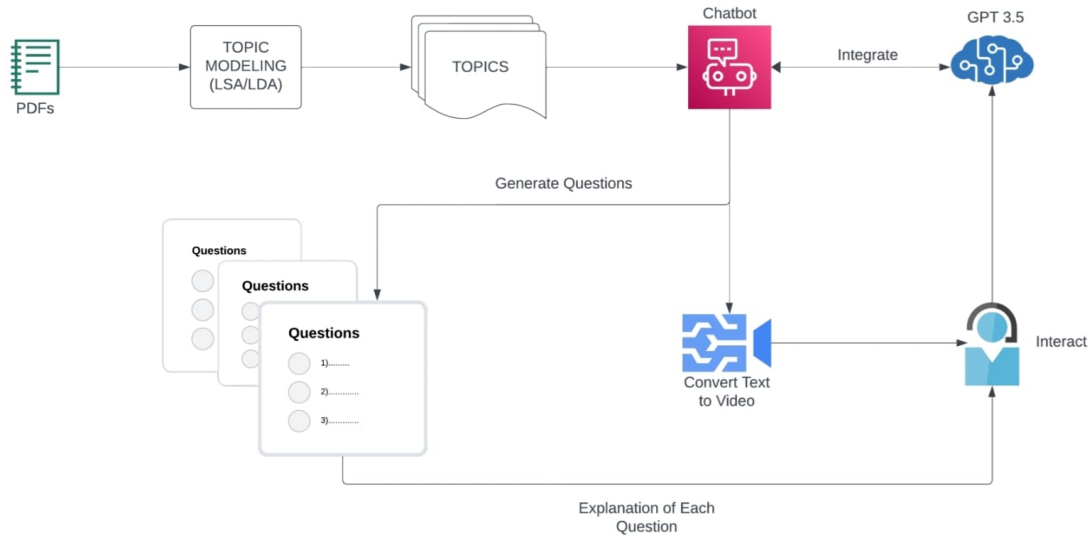 Chatbot
GPT 3.5
TOPIC
MODELING
(LSA/LDA)
TOPICS
Integrate
PDFs
Generate Questions
Questions
Questions
Questions
1).........
2).............
3).............
Interact
Convert Text
to Video
Explanation of Each
Question